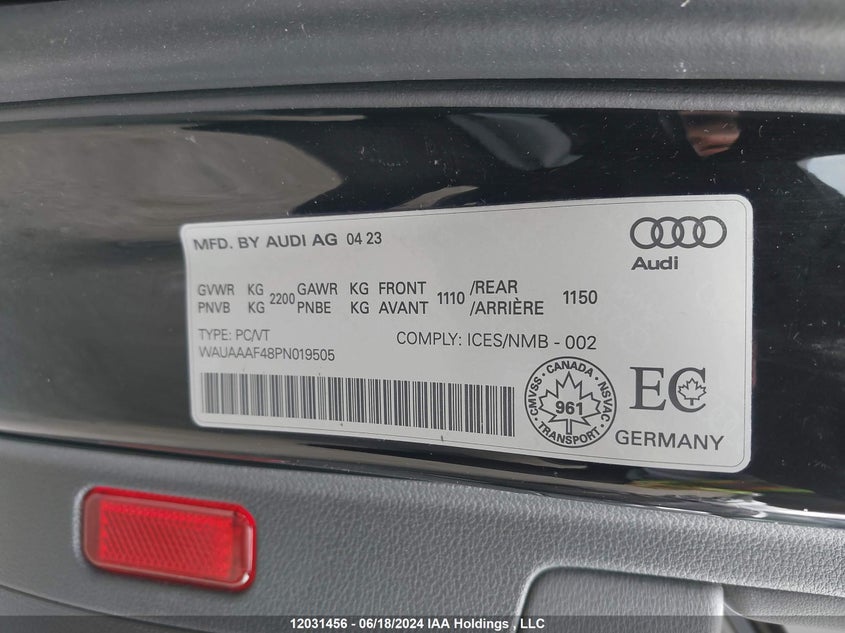 MFD. BY AUDI AG 04 23
Audi
GVWR KG 2200 GAWR KG FRONT 1110 /REAR 1150
PNVB KG PNBE KG AVANT /ARRIÈRE
TYPE: PC/VT COMPLY: ICES/NMB - 002
WAUAAAF48PN019505
CMVSS · CANADA · NSVAC
961
TRANSPORT
EC
GERMANY
12031456 - 06/18/2024 IAA Holdings , LLC